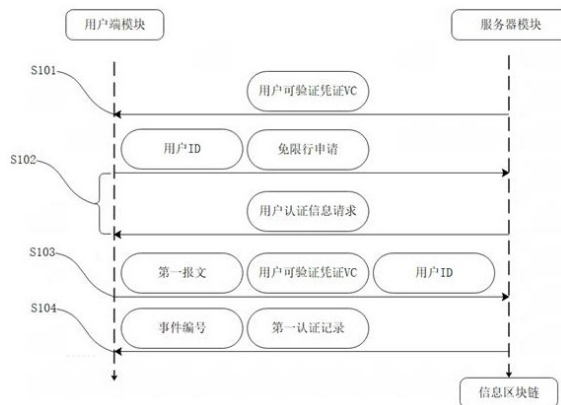 用户端模块
服务器模块
S101
用户可验证凭证VC
用户ID
免限行申请
S102
用户认证信息请求
S103
第一报文
用户可验证凭证VC
用户ID
S104
事件编号
第一认证记录
信息区块链